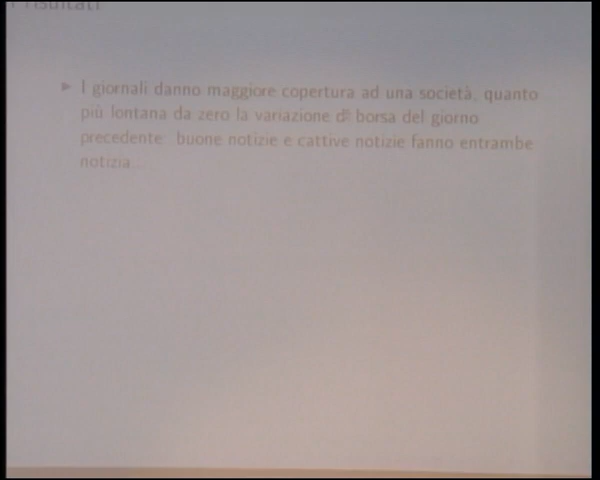 I risultati
I giornali danno maggiore copertura ad una società, quanto
più lontana da zero la variazione di borsa del giorno
precedente: buone notizie e cattive notizie fanno entrambe
notizia...